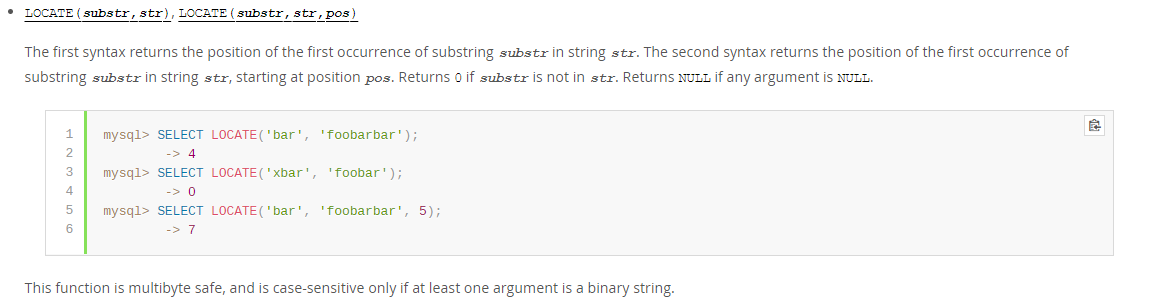 • LOCATE(substr,str), LOCATE(substr,str,pos)
The first syntax returns the position of the first occurrence of substring substr in string str. The second syntax returns the position of the first occurrence of
substring substr in string str, starting at position pos. Returns 0 if substr is not in str. Returns NULL if any argument is NULL.
1 mysql> SELECT LOCATE('bar', 'foobarbar');
2 -> 4
3 mysql> SELECT LOCATE('xbar', 'foobar');
4 -> 0
5 mysql> SELECT LOCATE('bar', 'foobarbar', 5);
6 -> 7
This function is multibyte safe, and is case-sensitive only if at least one argument is a binary string.